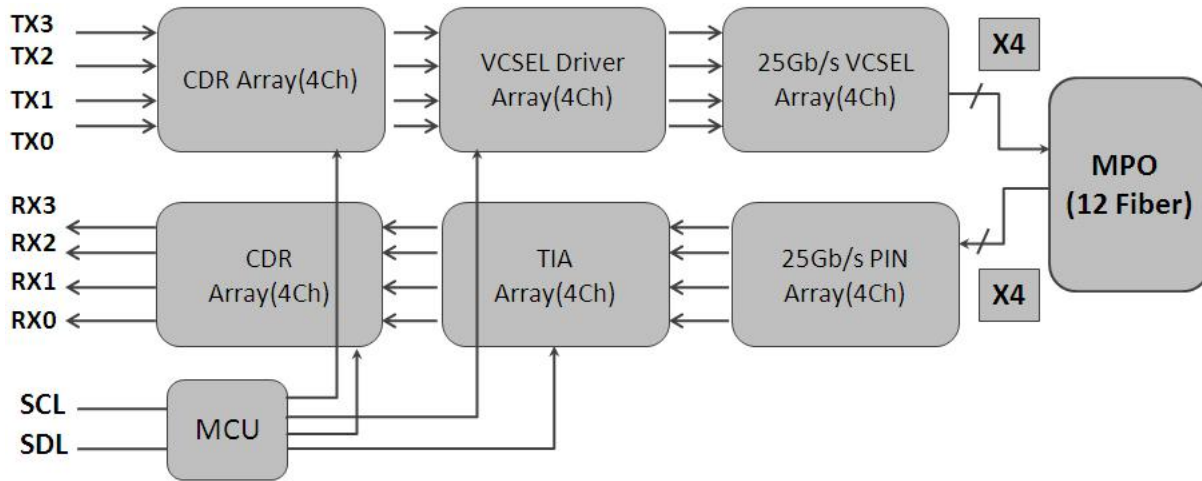 TX3
TX2
TX1
TX0
CDR Array(4Ch)
VCSEL Driver
Array(4Ch)
25Gb/s VCSEL
Array(4Ch)
X4
MPO
(12 Fiber)
RX3
RX2
RX1
RX0
CDR
Array(4Ch)
TIA
Array(4Ch)
25Gb/s PIN
Array(4Ch)
X4
SCL
SDL
MCU